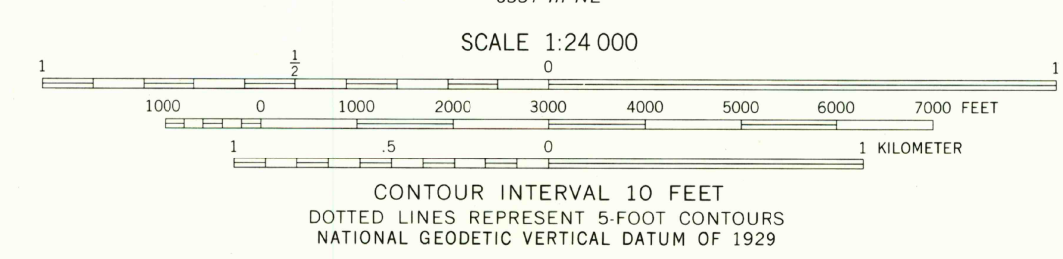 SCALE 1:24 000
1 1/2 0 1
1000 0 1000 2000 3000 4000 5000 6000 7000 FEET
1 .5 0 1 KILOMETER
CONTOUR INTERVAL 10 FEET
DOTTED LINES REPRESENT 5-FOOT CONTOURS
NATIONAL GEODETIC VERTICAL DATUM OF 1929